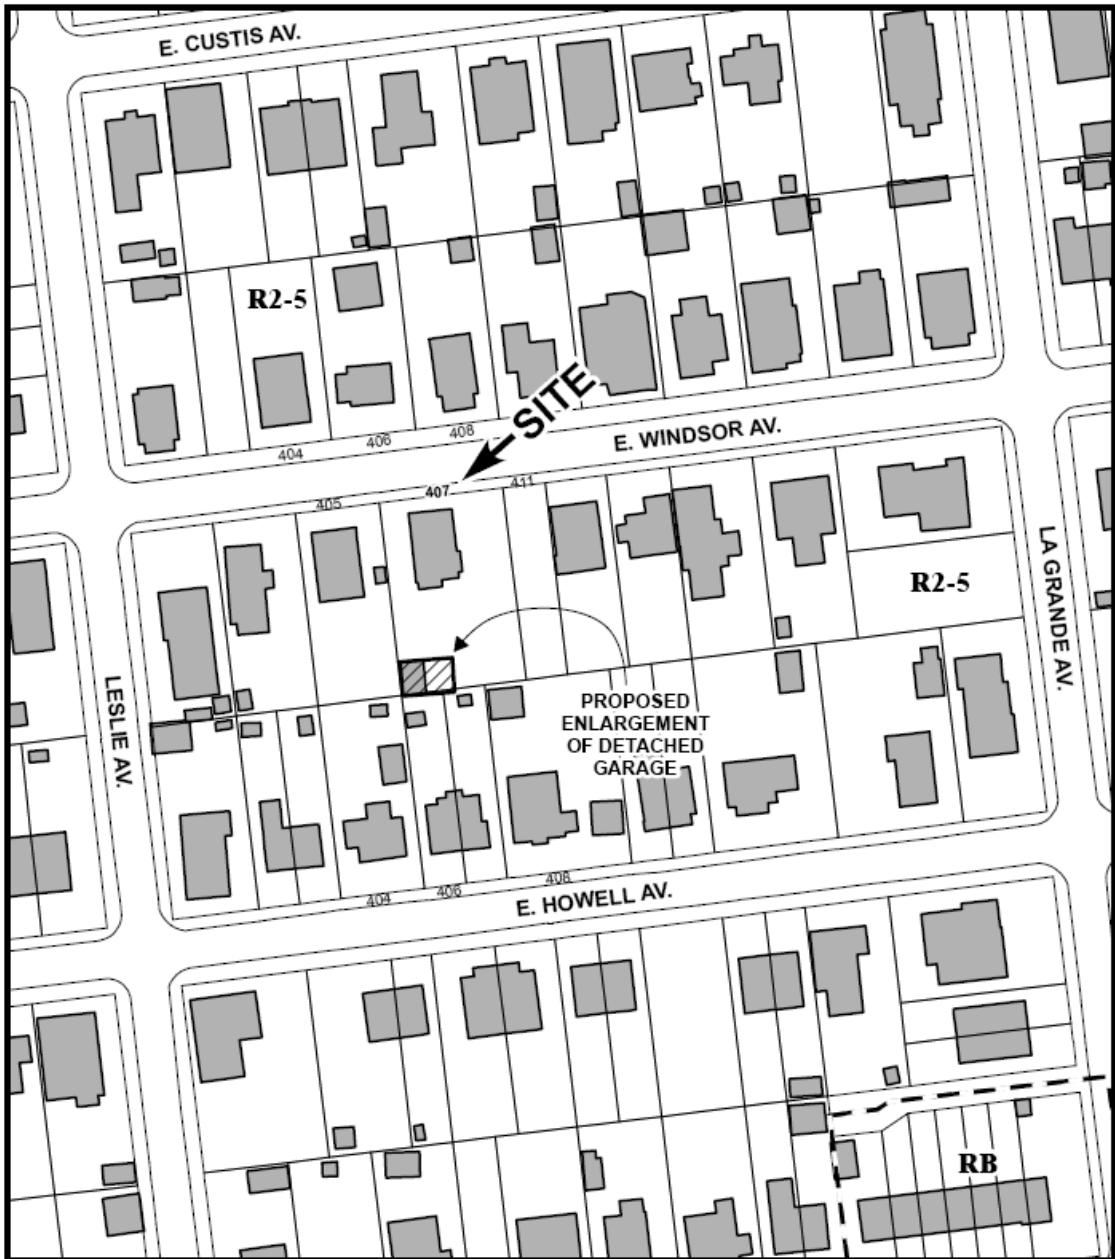 E. CUSTIS AV.
R2-5
SITE
E. WINDSOR AV.
404
406
408
405
407
411
LA GRANDE AV.
R2-5
LESLIE AV.
PROPOSED
ENLARGEMENT
OF DETACHED
GARAGE
404
406
408
E. HOWELL AV.
RB